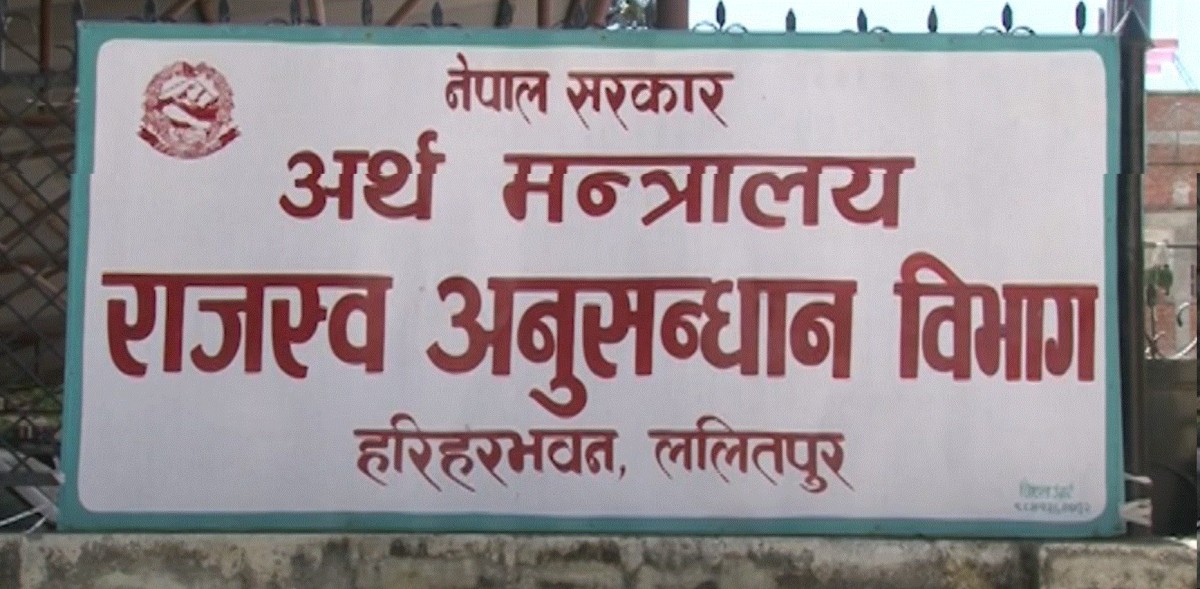 नेपाल सरकार
अर्थ मन्त्रालय
राजस्व अनुसन्धान विभाग
हरिहरभवन, ललितपुर